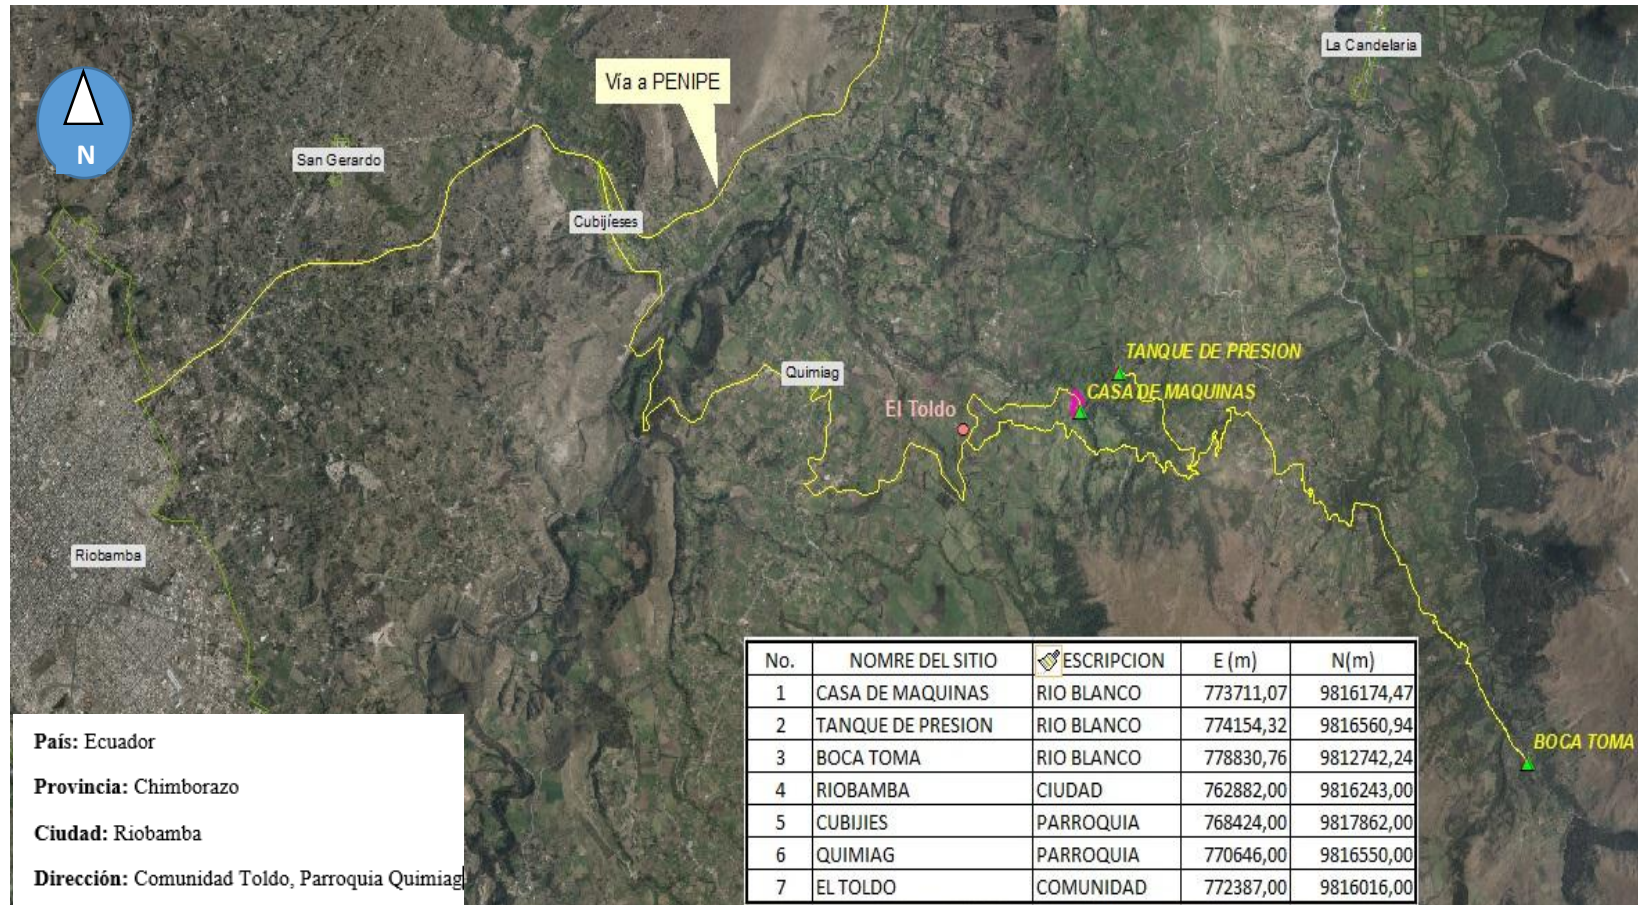 Vía a PENIPE
La Candelaria
N
San Gerardo
Cubijíeses
TANQUE DE PRESION
Quimiag
CASA DE MAQUINAS
El Toldo
Riobamba
BOCA TOMA
No. NOMRE DEL SITIO ESCRIPCION E (m) N(m)
1 CASA DE MAQUINAS RIO BLANCO 773711,07 9816174,47
2 TANQUE DE PRESION RIO BLANCO 774154,32 9816560,94
3 BOCA TOMA RIO BLANCO 778830,76 9812742,24
4 RIOBAMBA CIUDAD 762882,00 9816243,00
5 CUBIJIES PARROQUIA 768424,00 9817862,00
6 QUIMIAG PARROQUIA 770646,00 9816550,00
7 EL TOLDO COMUNIDAD 772387,00 9816016,00
País: Ecuador
Provincia: Chimborazo
Ciudad: Riobamba
Dirección: Comunidad Toldo, Parroquia Quimiag